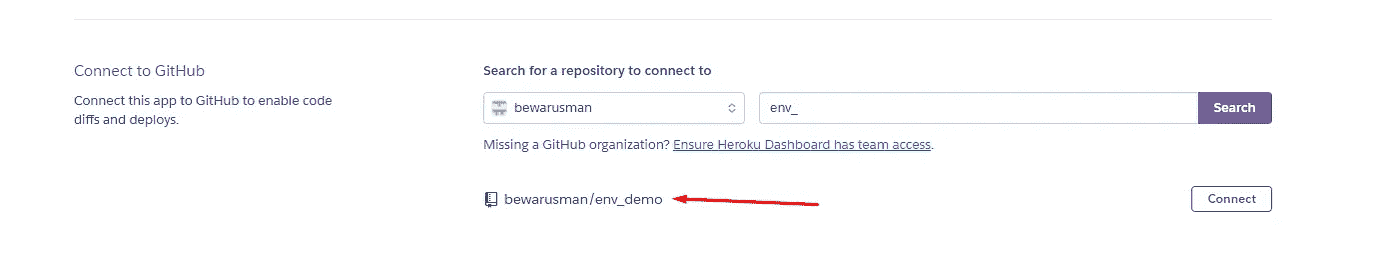 Connect to GitHub
Connect this app to GitHub to enable code
diffs and deploys.
Search for a repository to connect to
bewarusman
env_
Search
Missing a GitHub organization? Ensure Heroku Dashboard has team access.
bewarusman/env_demo
Connect